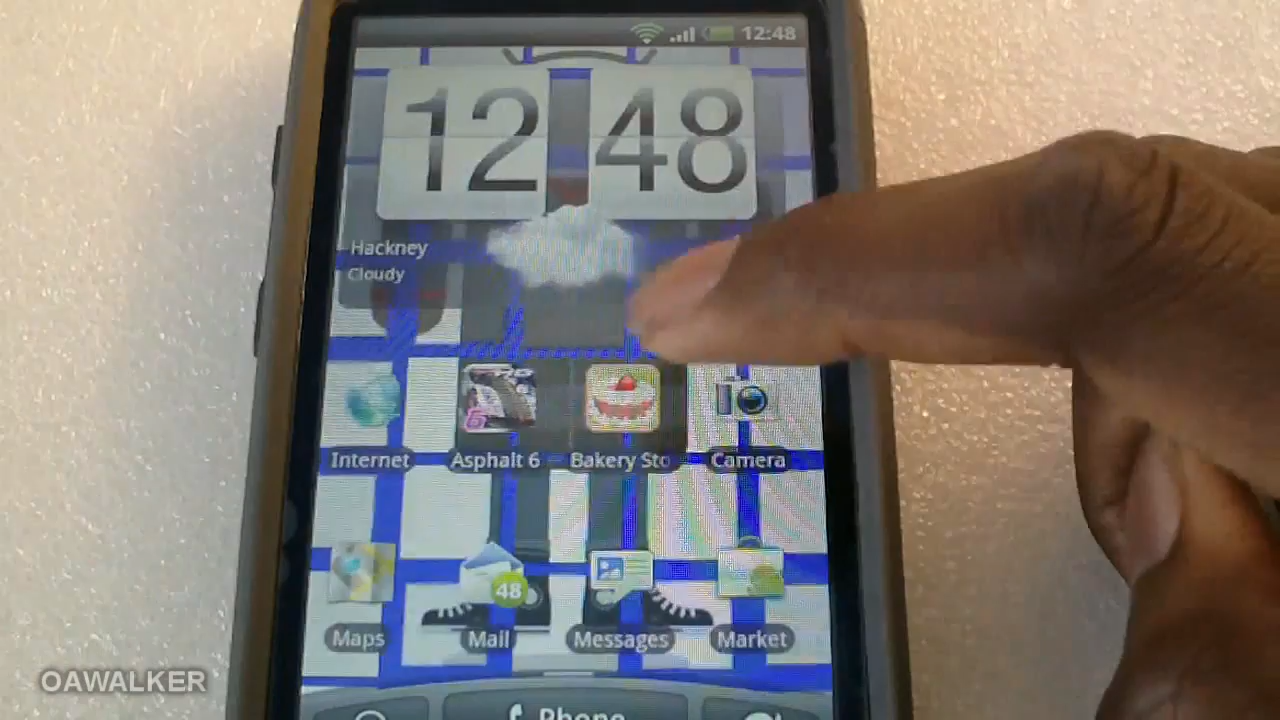 12:48
12 48
Hackney
Cloudy
Internet Asphalt 6 Bakery Sto Camera
48
Maps Mail Messages Market
Phone
OAWALKER